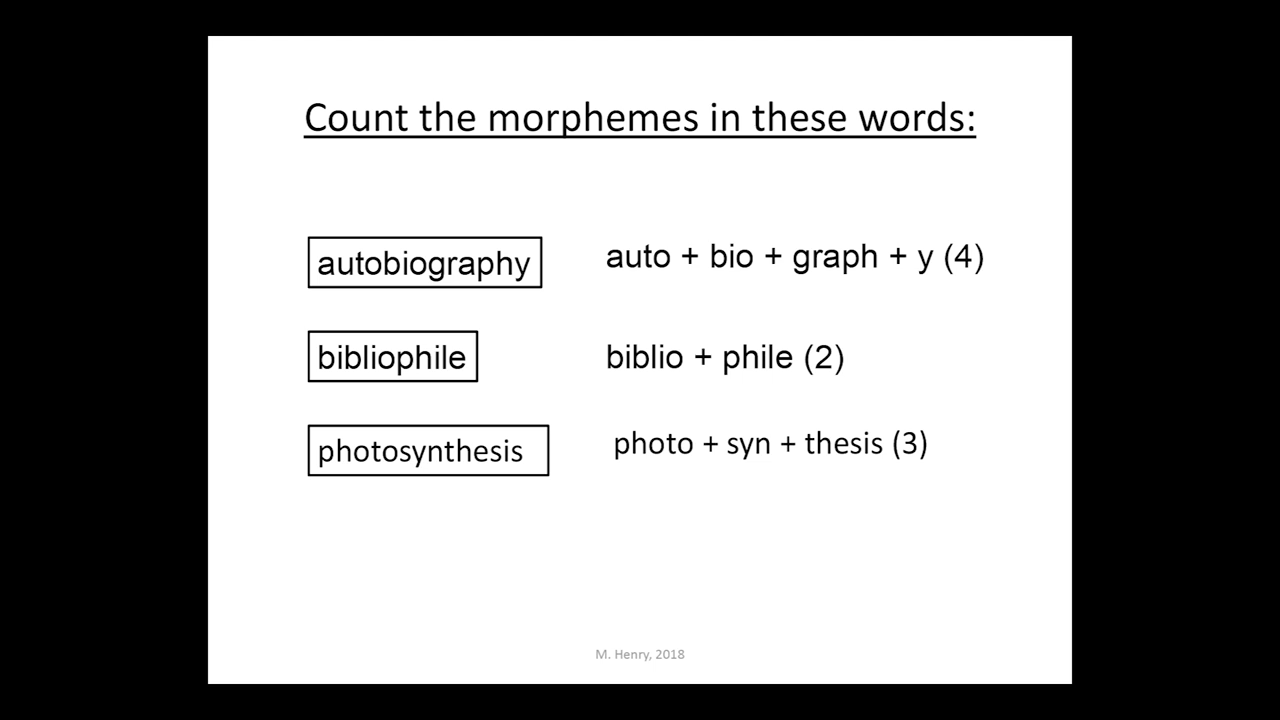 Count the morphemes in these words:
autobiography auto + bio + graph + y (4)
bibliophile biblio + phile (2)
photosynthesis photo + syn + thesis (3)
M. Henry, 2018